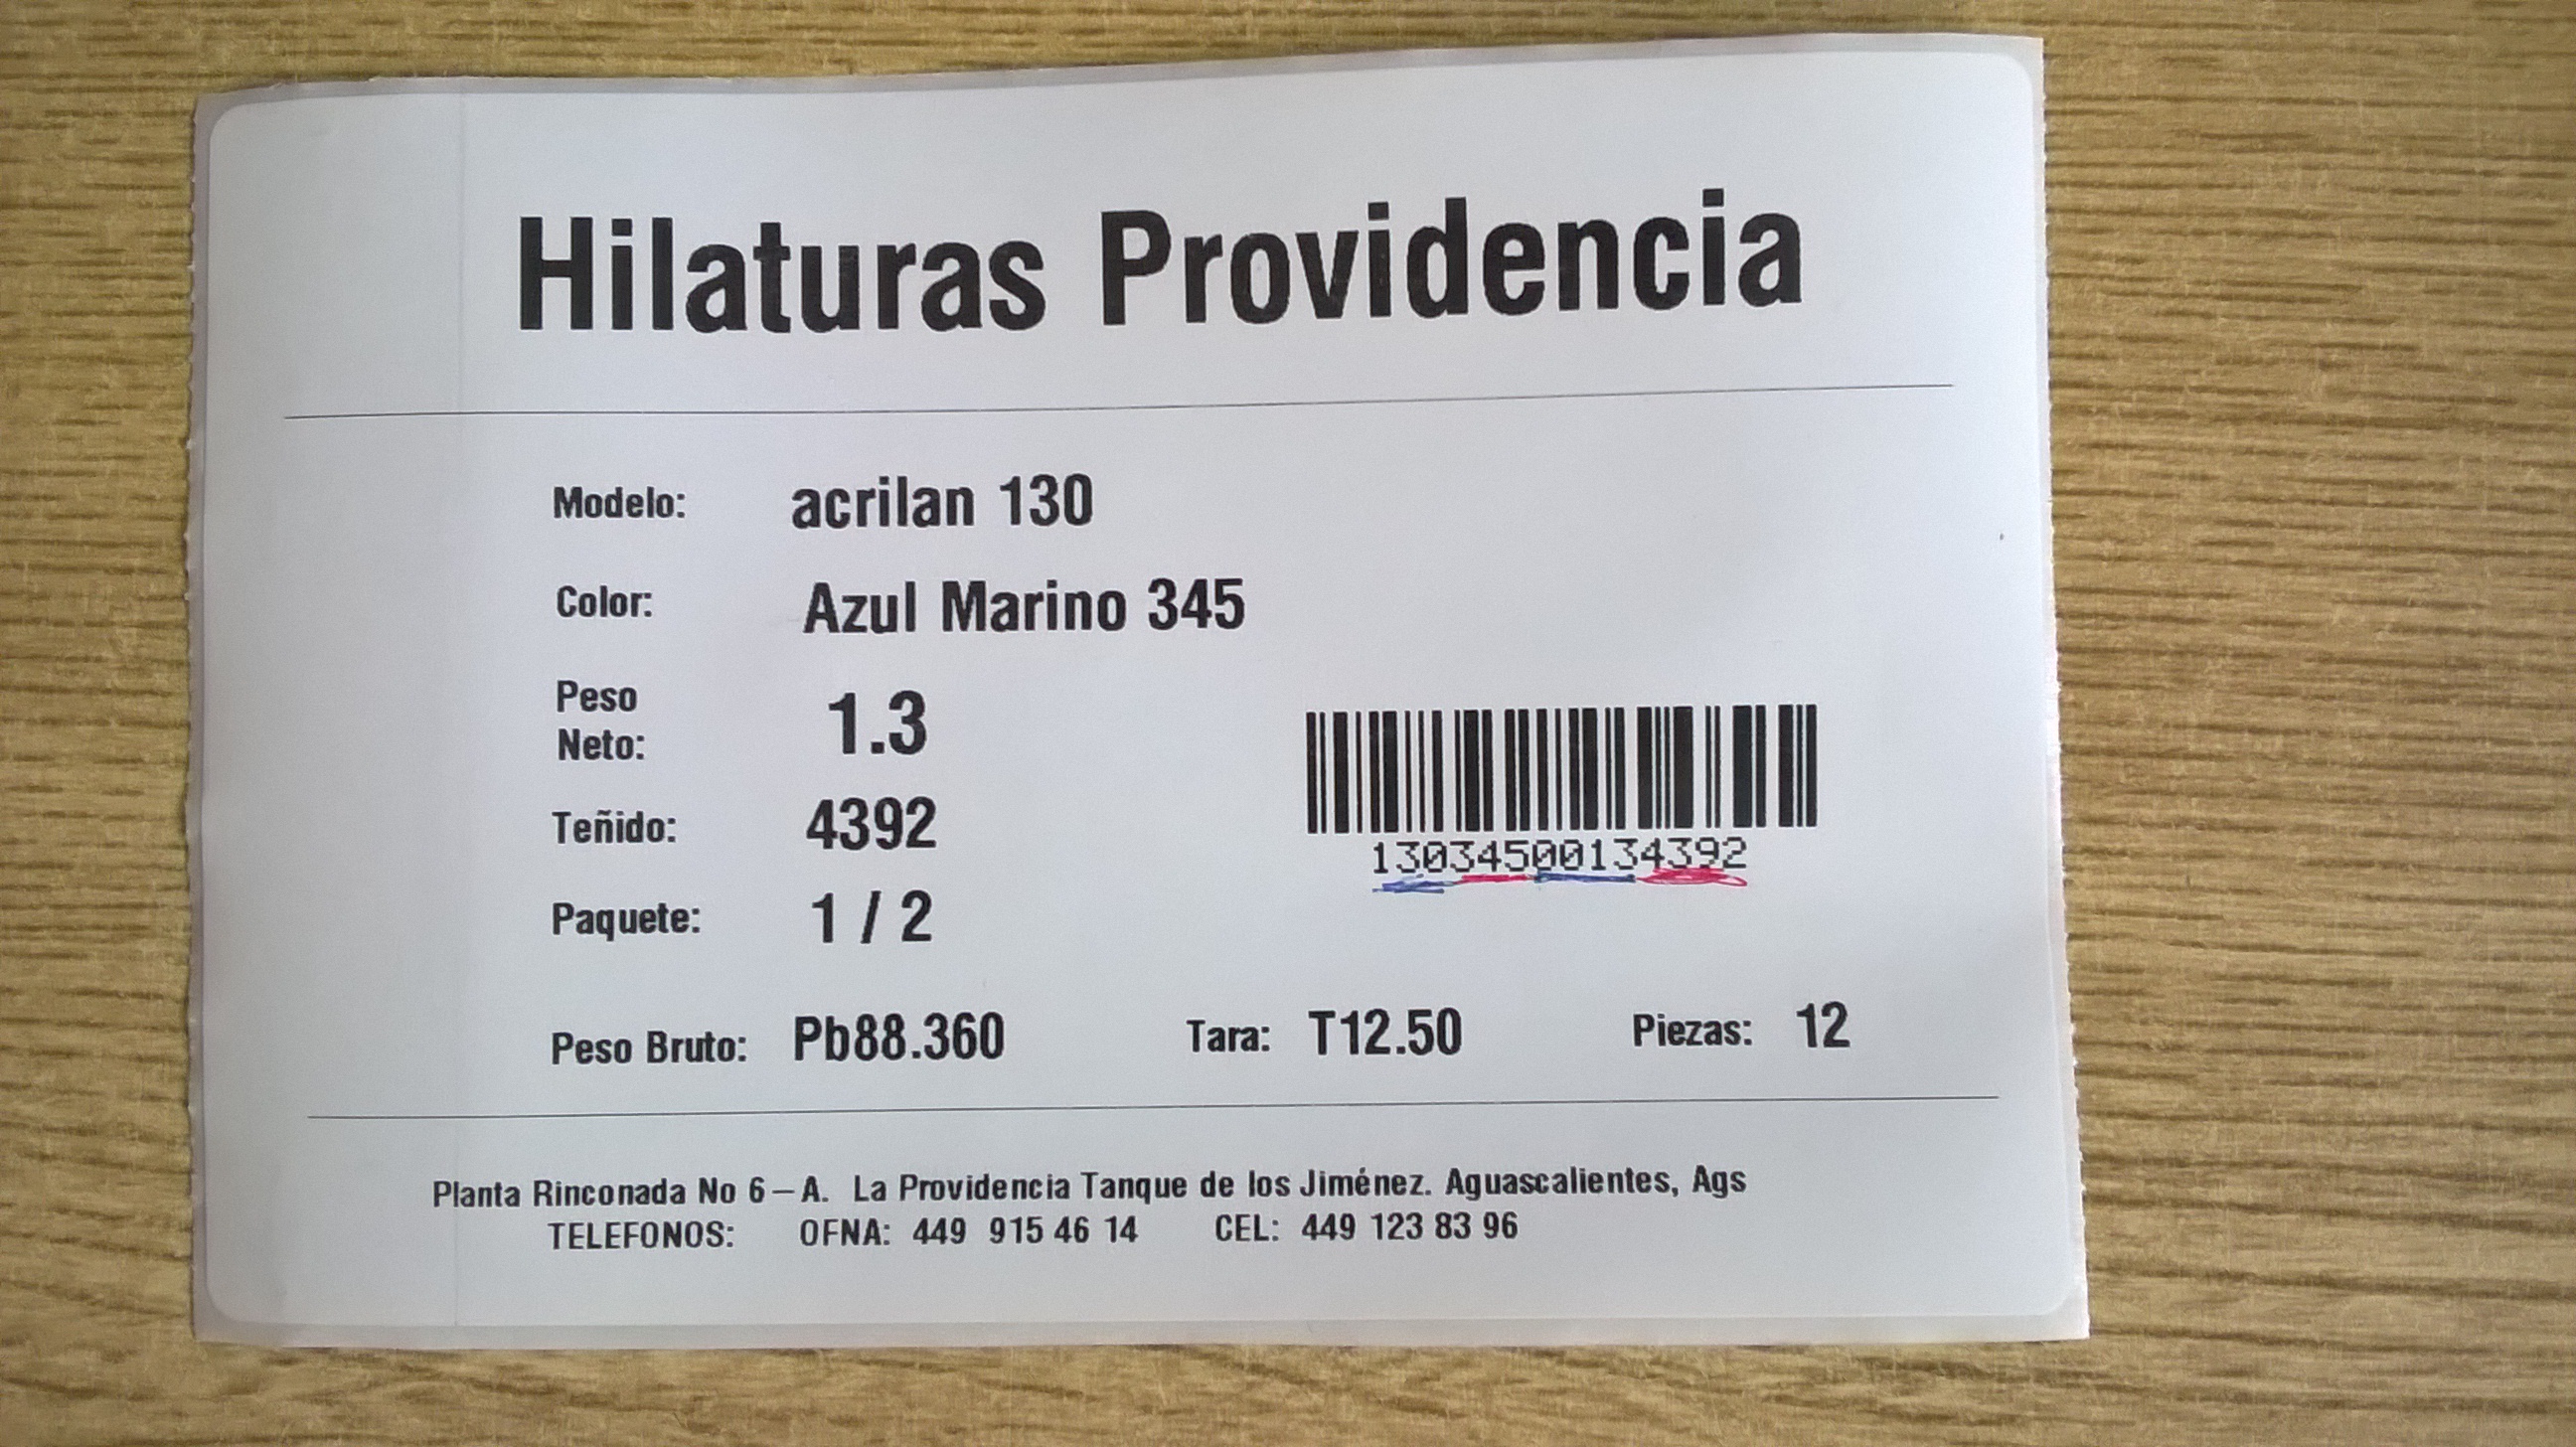 Hilaturas Providencia
Modelo: acrilan 130
Color: Azul Marino 345
Peso
Neto: 1.3
Teñido: 4392
13034500134392
Paquete: 1 / 2
Peso Bruto: Pb88.360 Tara: T12.50 Piezas: 12
Planta Rinconada No 6–A. La Providencia Tanque de los Jiménez. Aguascalientes, Ags
TELEFONOS: OFNA: 449 915 46 14 CEL: 449 123 83 96